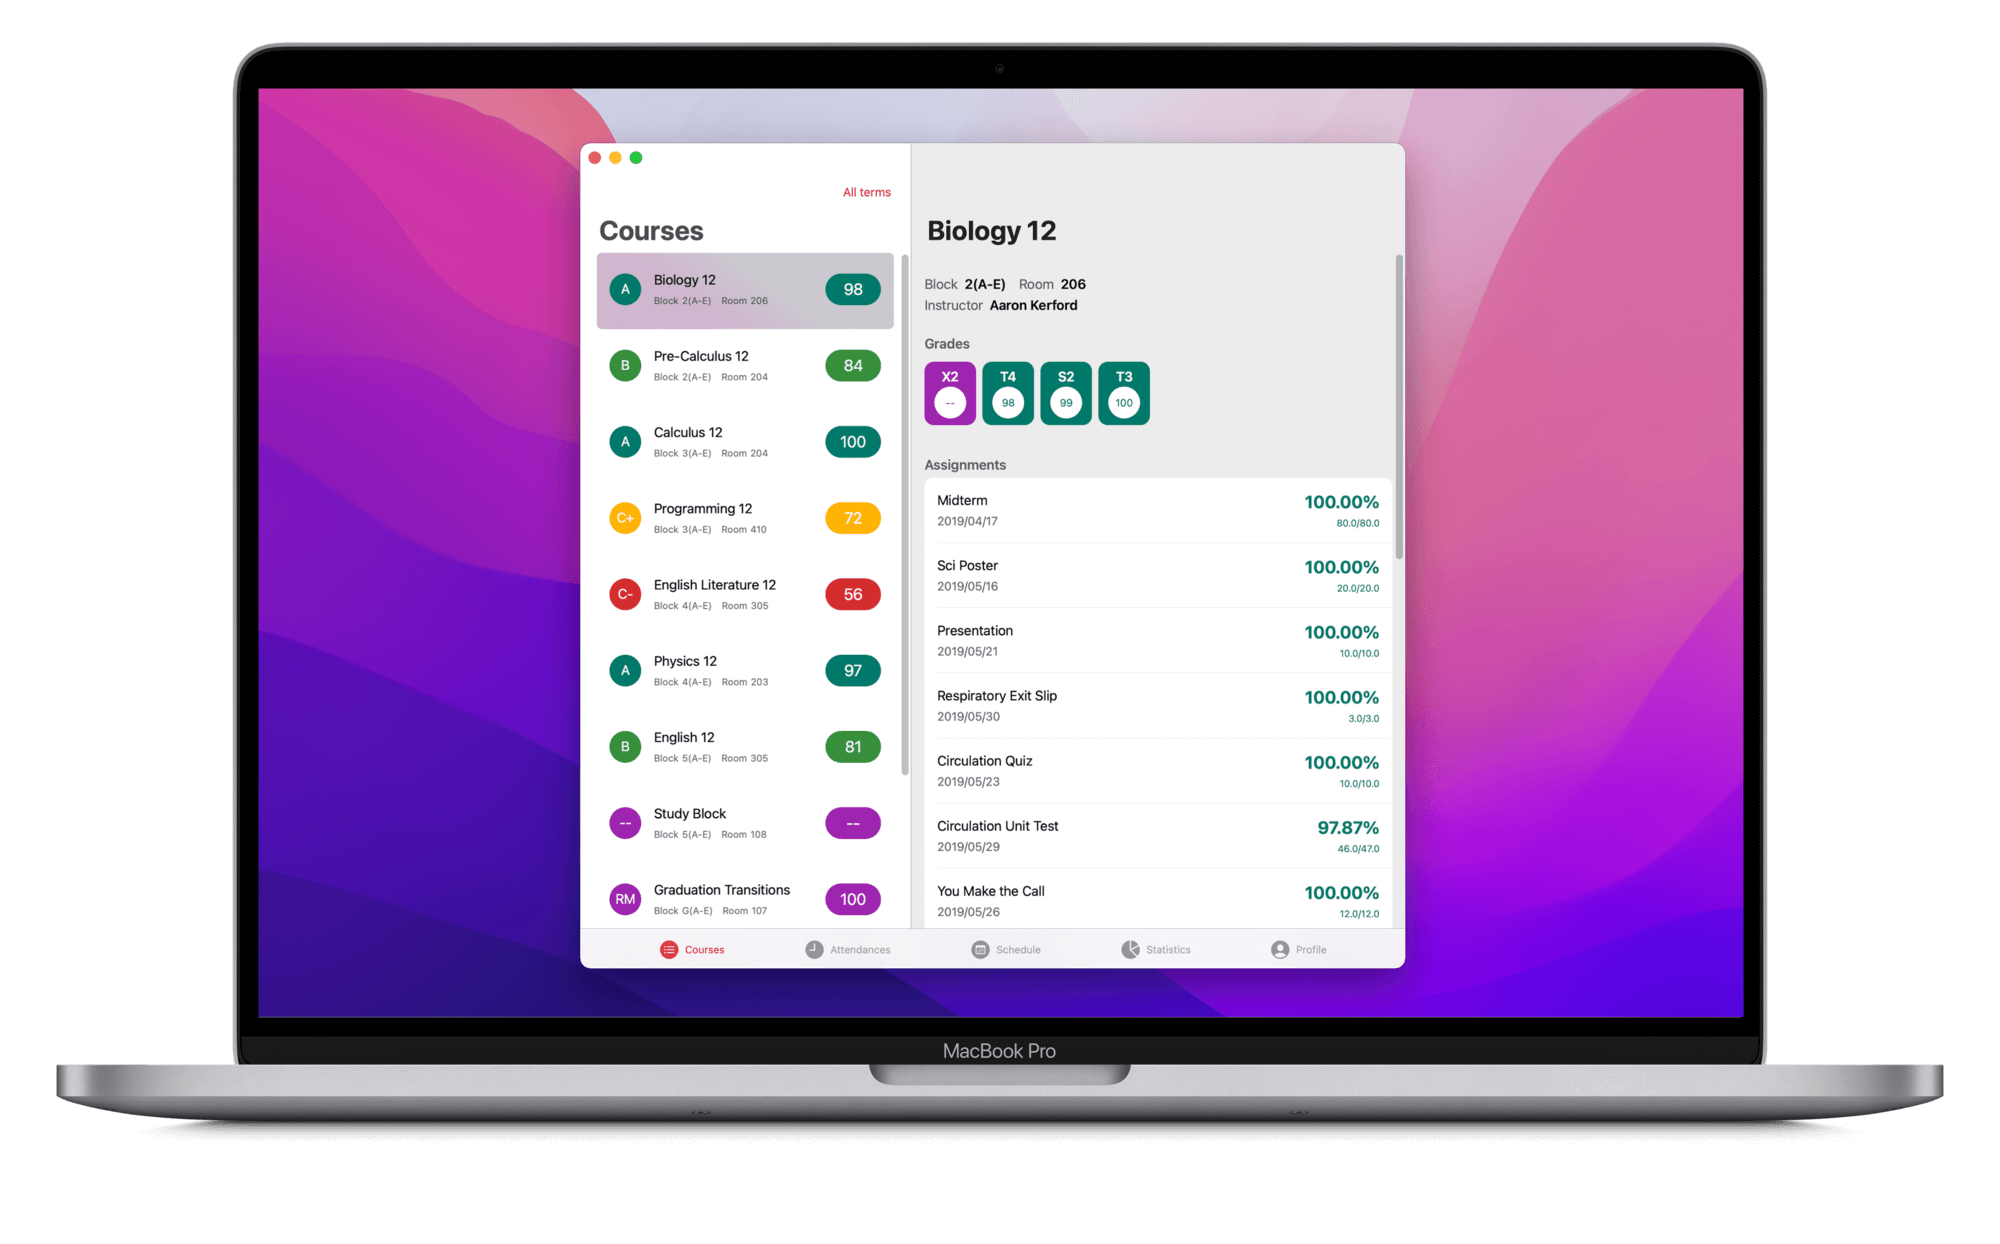 All terms
Courses
A
Biology 12
Block 2(A-E) Room 206
98
B
Pre-Calculus 12
Block 2(A-E) Room 204
84
A
Calculus 12
Block 3(A-E) Room 204
100
C+
Programming 12
Block 3(A-E) Room 410
72
C-
English Literature 12
Block 4(A-E) Room 305
56
A
Physics 12
Block 4(A-E) Room 203
97
B
English 12
Block 5(A-E) Room 305
81
--
Study Block
Block 5(A-E) Room 108
--
RM
Graduation Transitions
Block G(A-E) Room 107
100
Biology 12
Block 2(A-E) Room 206
Instructor Aaron Kerford
Grades
X2 T4 S2 T3
-- 98 99 100
Assignments
Midterm 100.00%
2019/04/17 80.0/80.0
Sci Poster 100.00%
2019/05/16 20.0/20.0
Presentation 100.00%
2019/05/21 10.0/10.0
Respiratory Exit Slip 100.00%
2019/05/30 3.0/3.0
Circulation Quiz 100.00%
2019/05/23 10.0/10.0
Circulation Unit Test 97.87%
2019/05/29 46.0/47.0
You Make the Call 100.00%
2019/05/26 12.0/12.0
Courses Attendances Schedule Statistics Profile
MacBook Pro